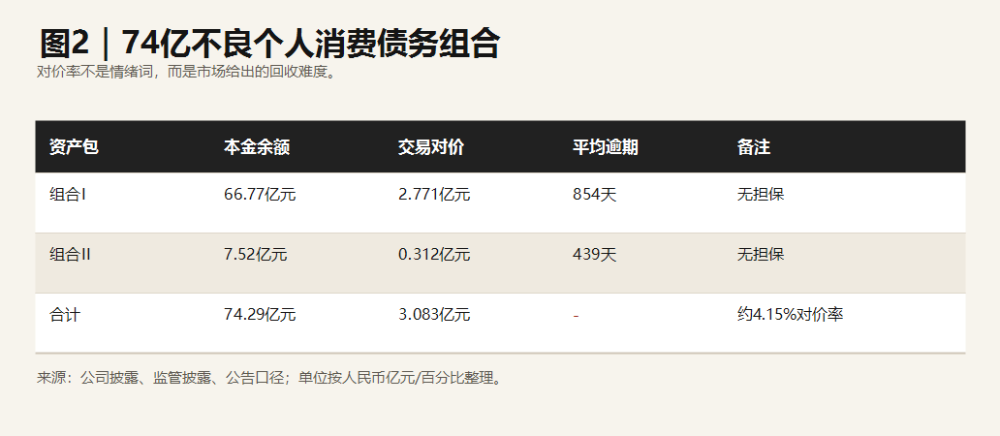 图2｜74亿不良个人消费债务组合
对价率不是情绪词，而是市场给出的回收难度。
资产包 本金余额 交易对价 平均逾期 备注
组合I 66.77亿元 2.771亿元 854天 无担保
组合II 7.52亿元 0.312亿元 439天 无担保
合计 74.29亿元 3.083亿元 - 约4.15%对价率
来源：公司披露、监管披露、公告口径；单位按人民币亿元/百分比整理。